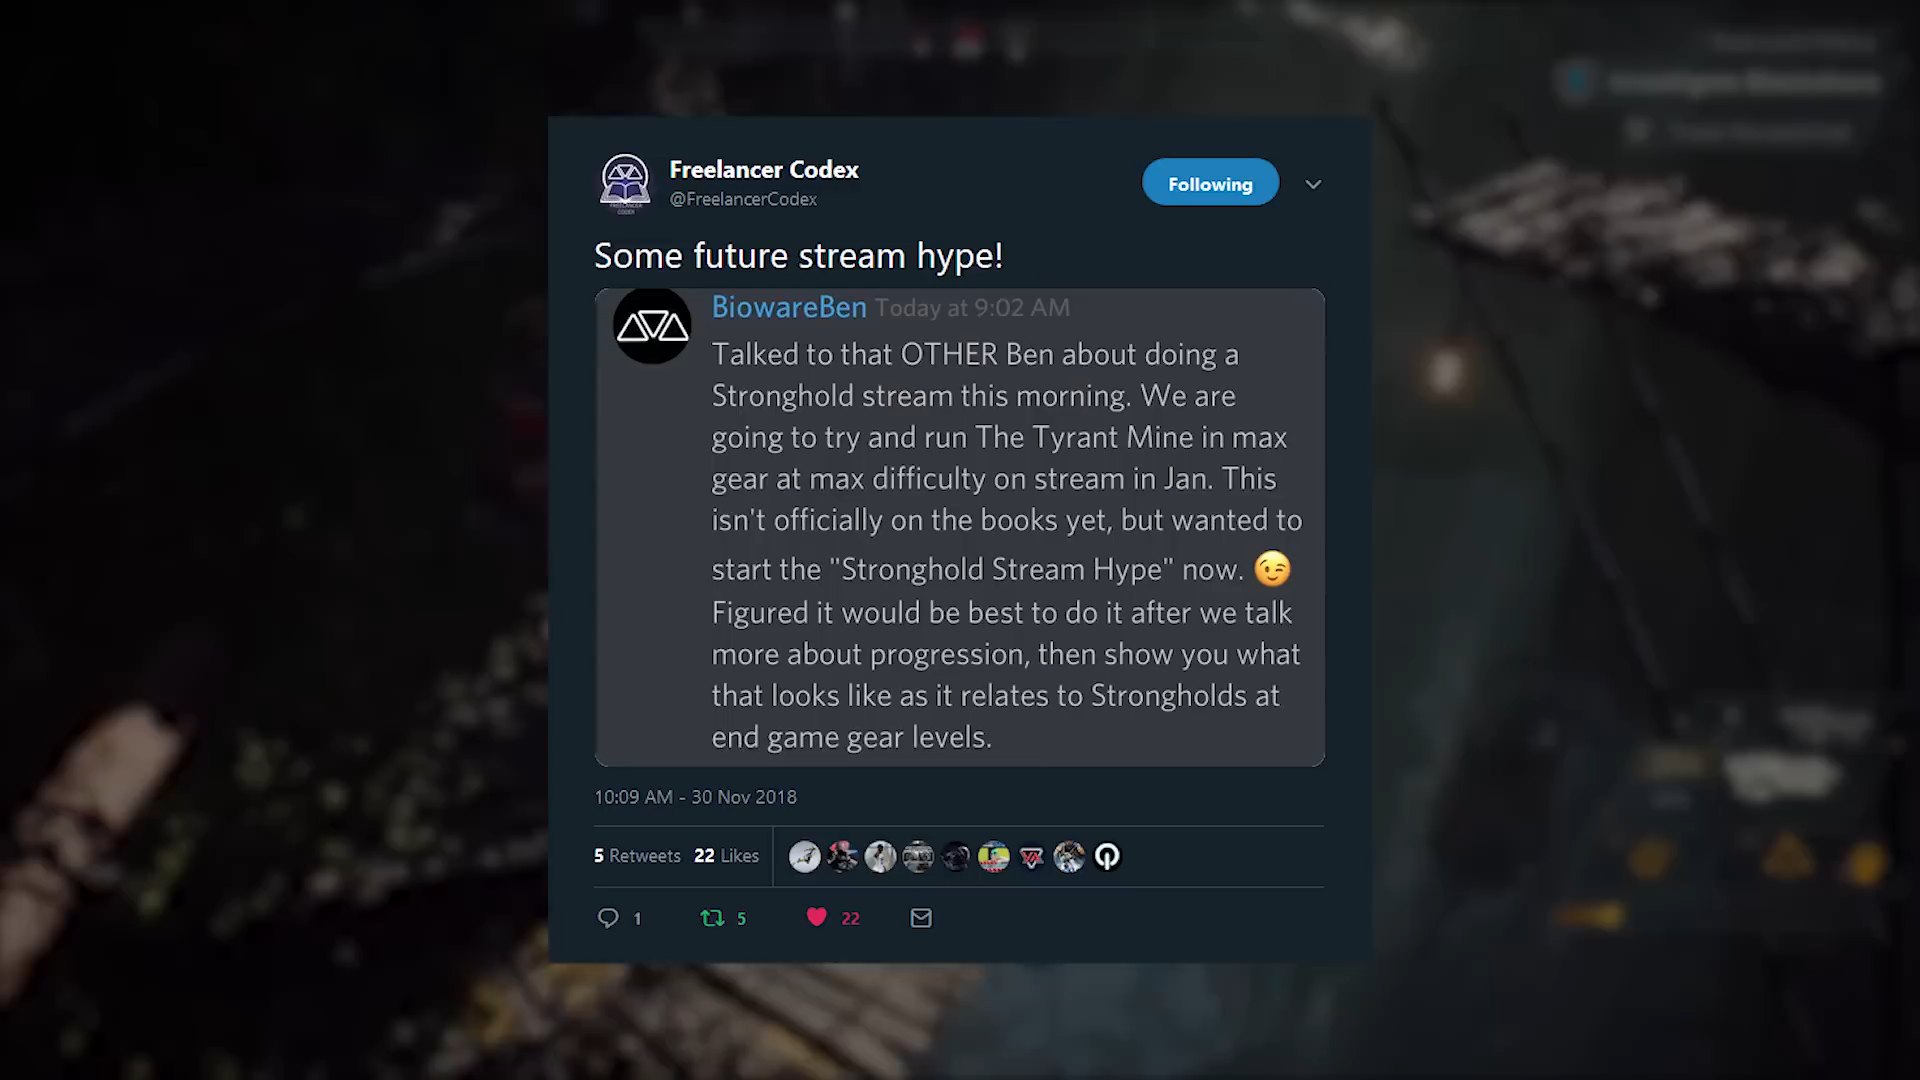 Freelancer Codex
@FreelancerCodex
Following
Some future stream hype!
BiowareBen Today at 9:02 AM
Talked to that OTHER Ben about doing a
Stronghold stream this morning. We are
going to try and run The Tyrant Mine in max
gear at max difficulty on stream in Jan. This
isn't officially on the books yet, but wanted to
start the "Stronghold Stream Hype" now. 😉
Figured it would be best to do it after we talk
more about progression, then show you what
that looks like as it relates to Strongholds at
end game gear levels.
10:09 AM - 30 Nov 2018
5 Retweets 22 Likes
1 5 22